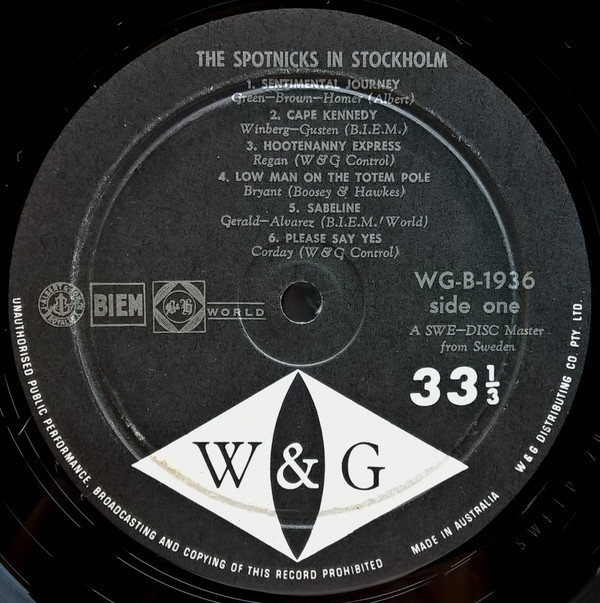 THE SPOTNICKS IN STOCKHOLM
1. SENTIMENTAL JOURNEY
Green—Brown—Homer (Albert)
2. CAPE KENNEDY
Winberg—Gusten (B.I.E.M.)
3. HOOTENANNY EXPRESS
Regan (W & G Control)
4. LOW MAN ON THE TOTEM POLE
Bryant (Boosey & Hawkes)
5. SABELINE
Gerald—Alvarez (B.I.E.M./World)
6. PLEASE SAY YES
Corday (W & G Control)
BIEM
B&H
WORLD
WG-B-1936
side one
A SWE—DISC Master
from Sweden
33 1/3
W & G
UNAUTHORISED PUBLIC PERFORMANCE, BROADCASTING AND COPYING OF THIS RECORD PROHIBITED
MADE IN AUSTRALIA
W & G DISTRIBUTING CO. PTY. LTD.